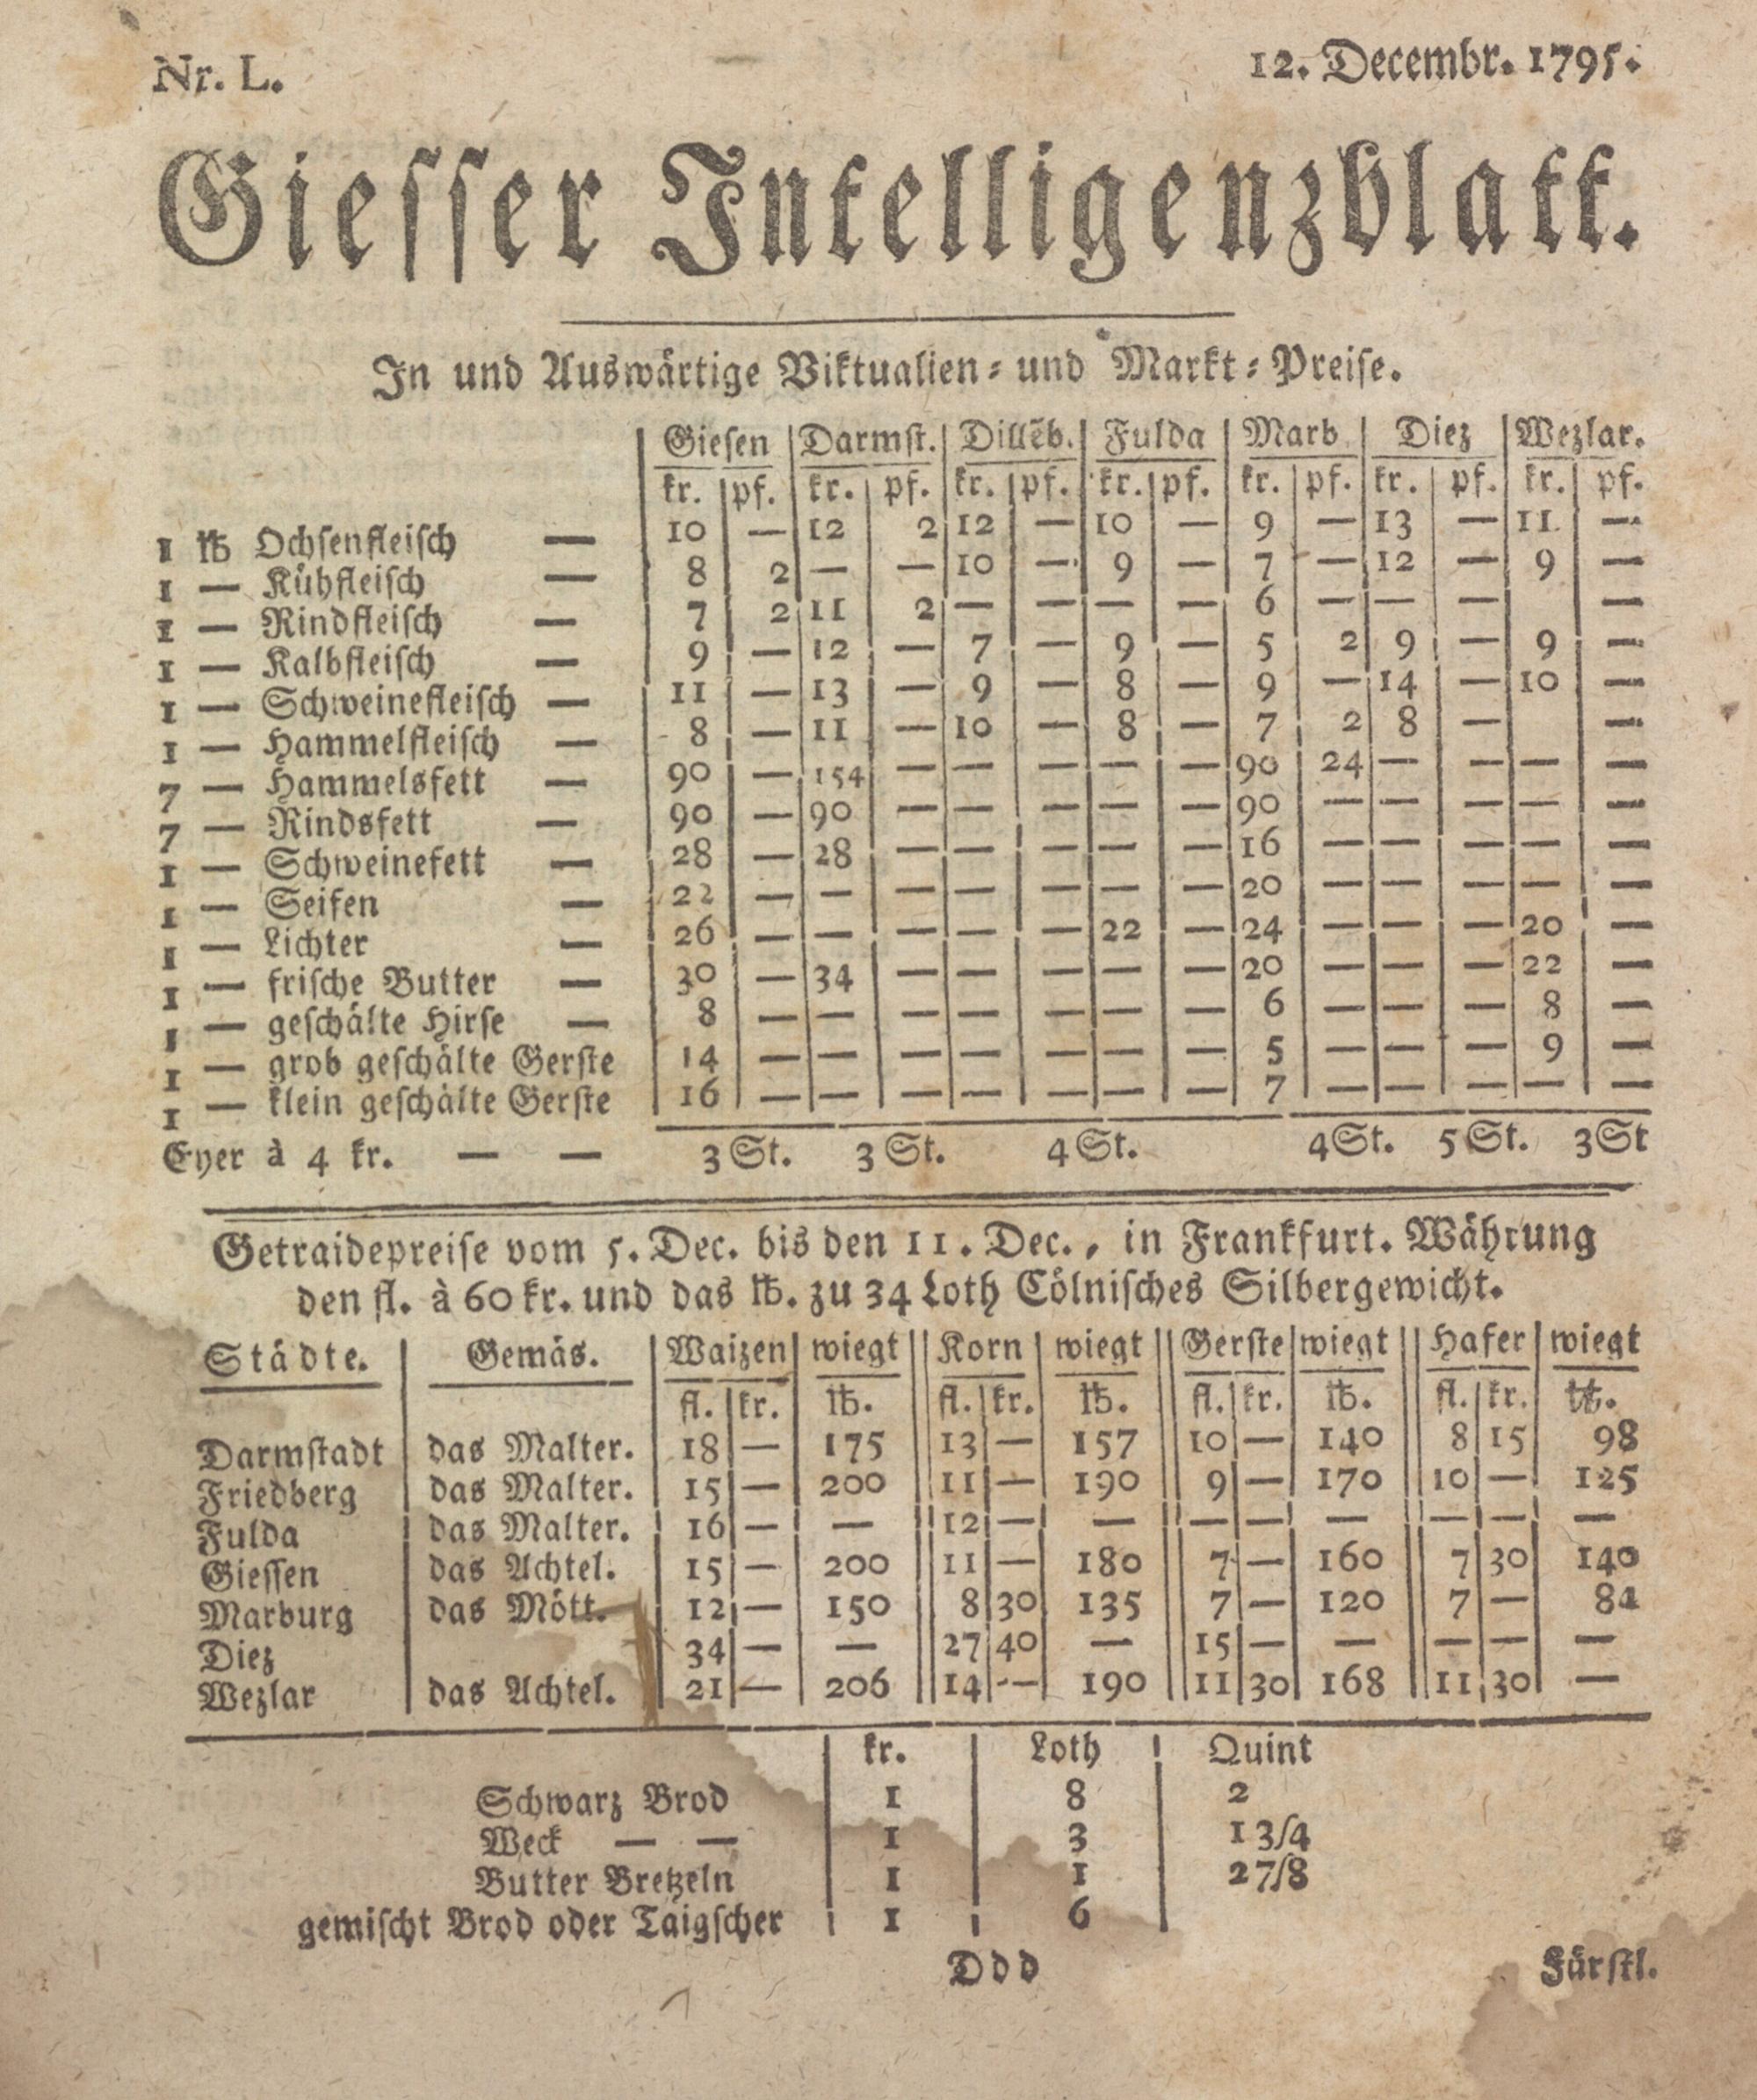 Nr. L. 12. Decembr. 1795.
Giesser Intelligenzblatt.
In und Auswärtige Viktualien- und Markt-Preise.
Giesen | Darmst. | Dillēb. | Fulda | Marb | Diez | Wezlar.
kr. | pf. | kr. | pf. | kr. | pf. | kr. | pf. | kr. | pf. | kr. | pf. | kr. | pf.
1 ℔ Ochsenfleisch — | 10 | — | 12 | 2 | 12 | — | 10 | — | 9 | — | 13 | — | 11 | —
1 — Kühfleisch — | 8 | 2 | — | — | 10 | — | 9 | — | 7 | — | 12 | — | 9 | —
1 — Rindfleisch — | 7 | 2 | 11 | 2 | — | — | — | — | 6 | — | — | — | | —
1 — Kalbfleisch — | 9 | — | 12 | — | 7 | — | 9 | — | 5 | 2 | 9 | — | 9 | —
1 — Schweinefleisch — | 11 | — | 13 | — | 9 | — | 8 | — | 9 | — | 14 | — | 10 | —
1 — Hammelfleisch — | 8 | — | 11 | — | 10 | — | 8 | — | 7 | 2 | 8 | — | | —
7 — Hammelsfett — | 90 | — | 154 | — | — | — | — | — | 90 | 24 | — | — | — | —
7 — Rindsfett — | 90 | — | 90 | — | — | — | — | — | 90 | — | — | — | — | —
1 — Schweinefett — | 28 | — | 28 | — | — | — | — | — | 16 | — | — | — | — | —
1 — Seifen — | 22 | — | — | — | — | — | — | — | 20 | — | — | — | — | —
1 — Lichter — | 26 | — | — | — | — | — | 22 | — | 24 | — | — | — | 20 | —
1 — frische Butter — | 30 | — | 34 | — | — | — | — | — | 20 | — | — | — | 22 | —
1 — geschälte Hirse — | 8 | — | — | — | — | — | — | — | 6 | — | — | — | 8 | —
1 — grob geschälte Gerste | 14 | — | — | — | — | — | — | — | 5 | — | — | — | 9 | —
1 — klein geschälte Gerste | 16 | — | — | — | — | — | — | — | 7 | — | — | — | — | —
Eyer à 4 kr. — — 3 St. 3 St. 4 St. 4 St. 5 St. 3 St
Getraidepreise vom 5. Dec. bis den 11. Dec., in Frankfurt. Währung
den fl. à 60 kr. und das ℔. zu 34 Loth Cölnisches Silbergewicht.
Städte. | Gemäs. | Waizen | wiegt || Korn | wiegt || Gerste | wiegt || Hafer | wiegt
fl. | kr. | ℔. || fl. | kr. | ℔. || fl. | kr. | ℔. || fl. | kr. | ℔.
Darmstadt | das Malter. | 18 | — | 175 || 13 | — | 157 || 10 | — | 140 || 8 | 15 | 98
Friedberg | das Malter. | 15 | — | 200 || 11 | — | 190 || 9 | — | 170 || 10 | — | 125
Fulda | das Malter. | 16 | — | — || 12 | — | — || — | — | — || — | — | —
Giessen | das Achtel. | 15 | — | 200 || 11 | — | 180 || 7 | — | 160 || 7 | 30 | 140
Marburg | das Mött. | 12 | — | 150 || 8 | 30 | 135 || 7 | — | 120 || 7 | — | 84
Diez | | 34 | — | — || 27 | 40 | — || 15 | — | — || — | — | —
Wezlar | das Achtel. | 21 | — | 206 || 14 | — | 190 || 11 | 30 | 168 || 11 | 30 | —
kr. | Loth | Quint
Schwarz Brod | 1 | 8 | 2
Weck — — | 1 | 3 | 1 3/4
Butter Bretzeln | 1 | 1 | 2 7/8
gemischt Brod oder Taigscher | 1 | 6
Ddd Fürstl.